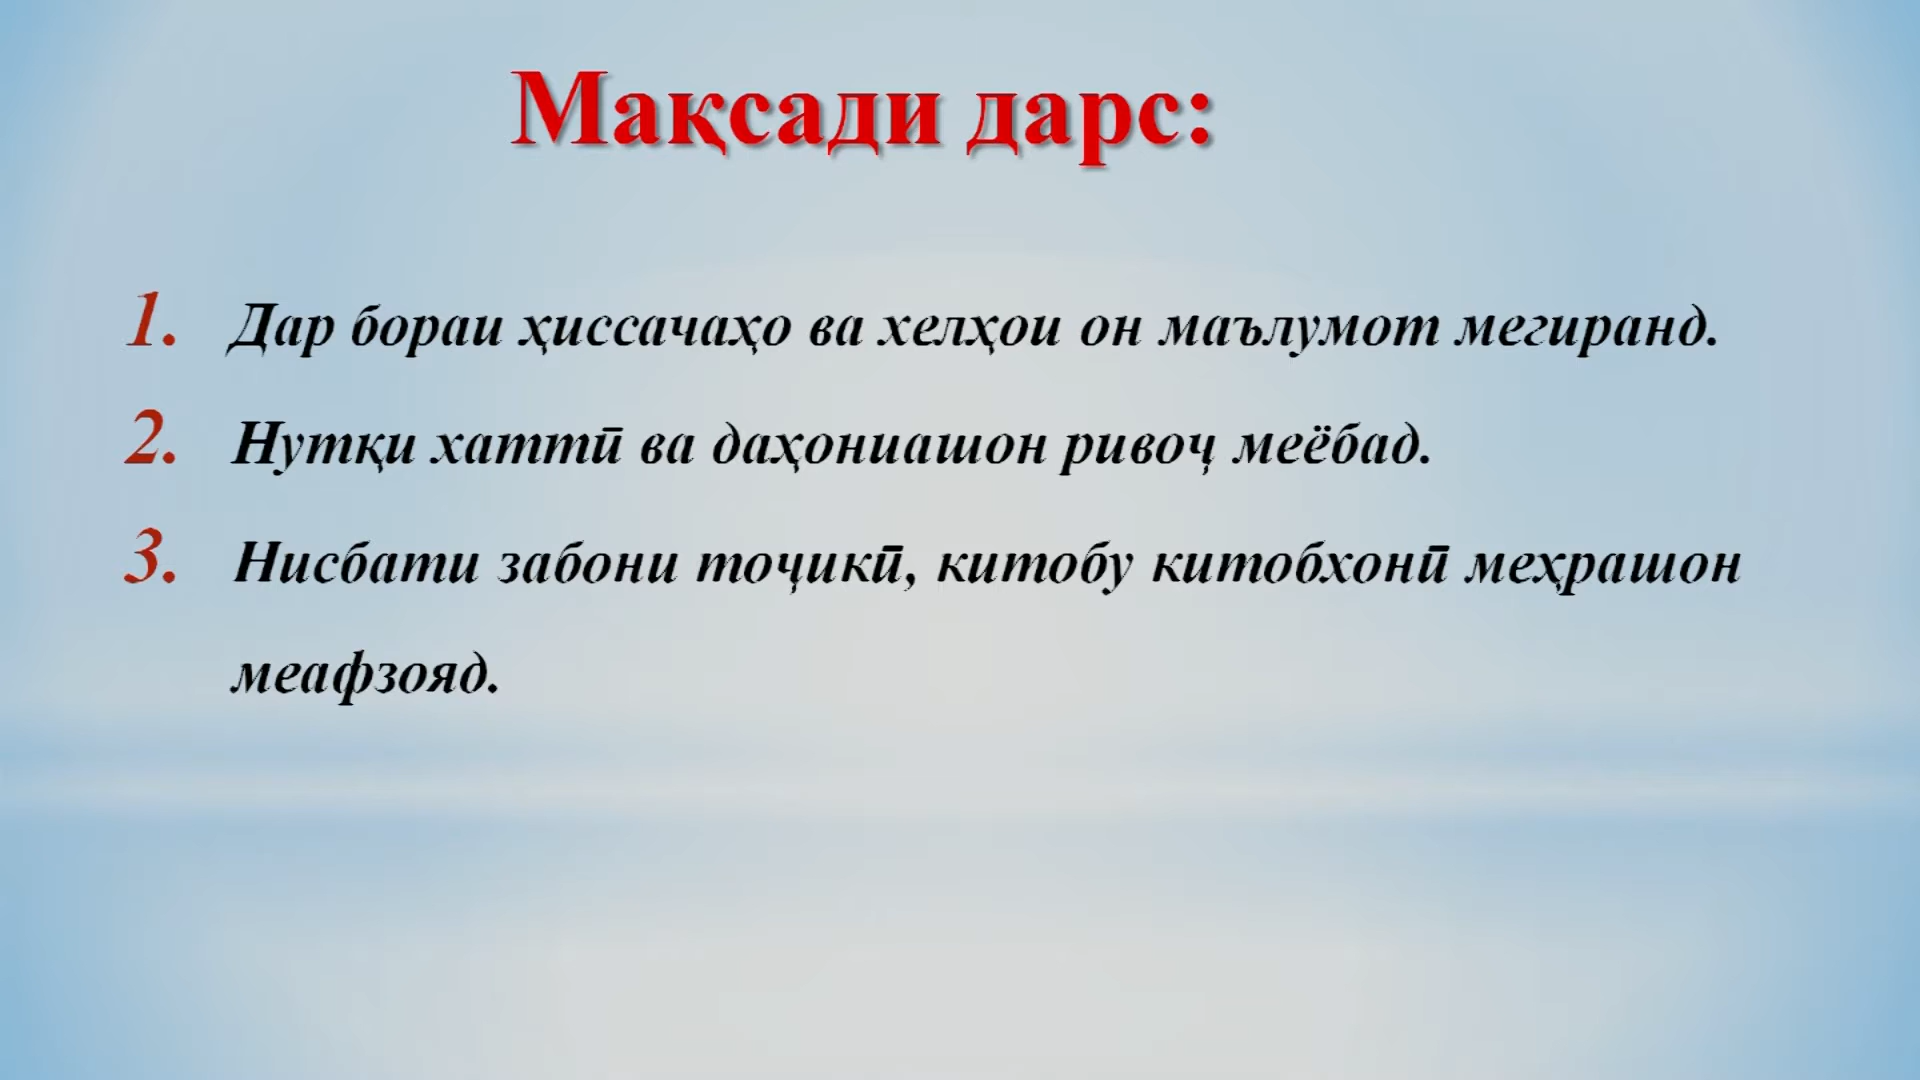 Мақсади дарс:
1. Дар бораи ҳиссачаҳо ва хелҳои он маълумот мегиранд.
2. Нутқи хаттӣ ва даҳониашон ривоҷ меёбад.
3. Нисбати забони тоҷикӣ, китобу китобхонӣ меҳрашон
меафзояд.